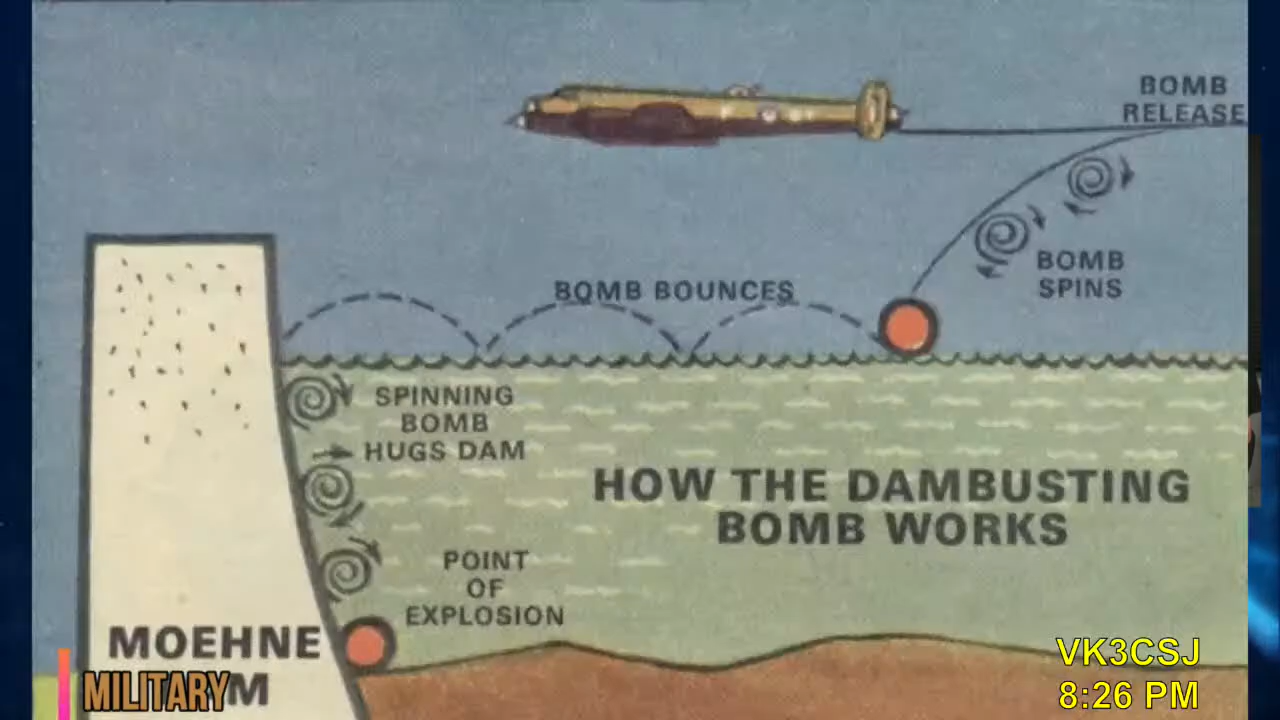 BOMB
RELEASE
BOMB
SPINS
BOMB BOUNCES
SPINNING
BOMB
HUGS DAM
HOW THE DAMBUSTING
BOMB WORKS
POINT
OF
EXPLOSION
MOEHNE
M
MILITARY
VK3CSJ
8:26 PM